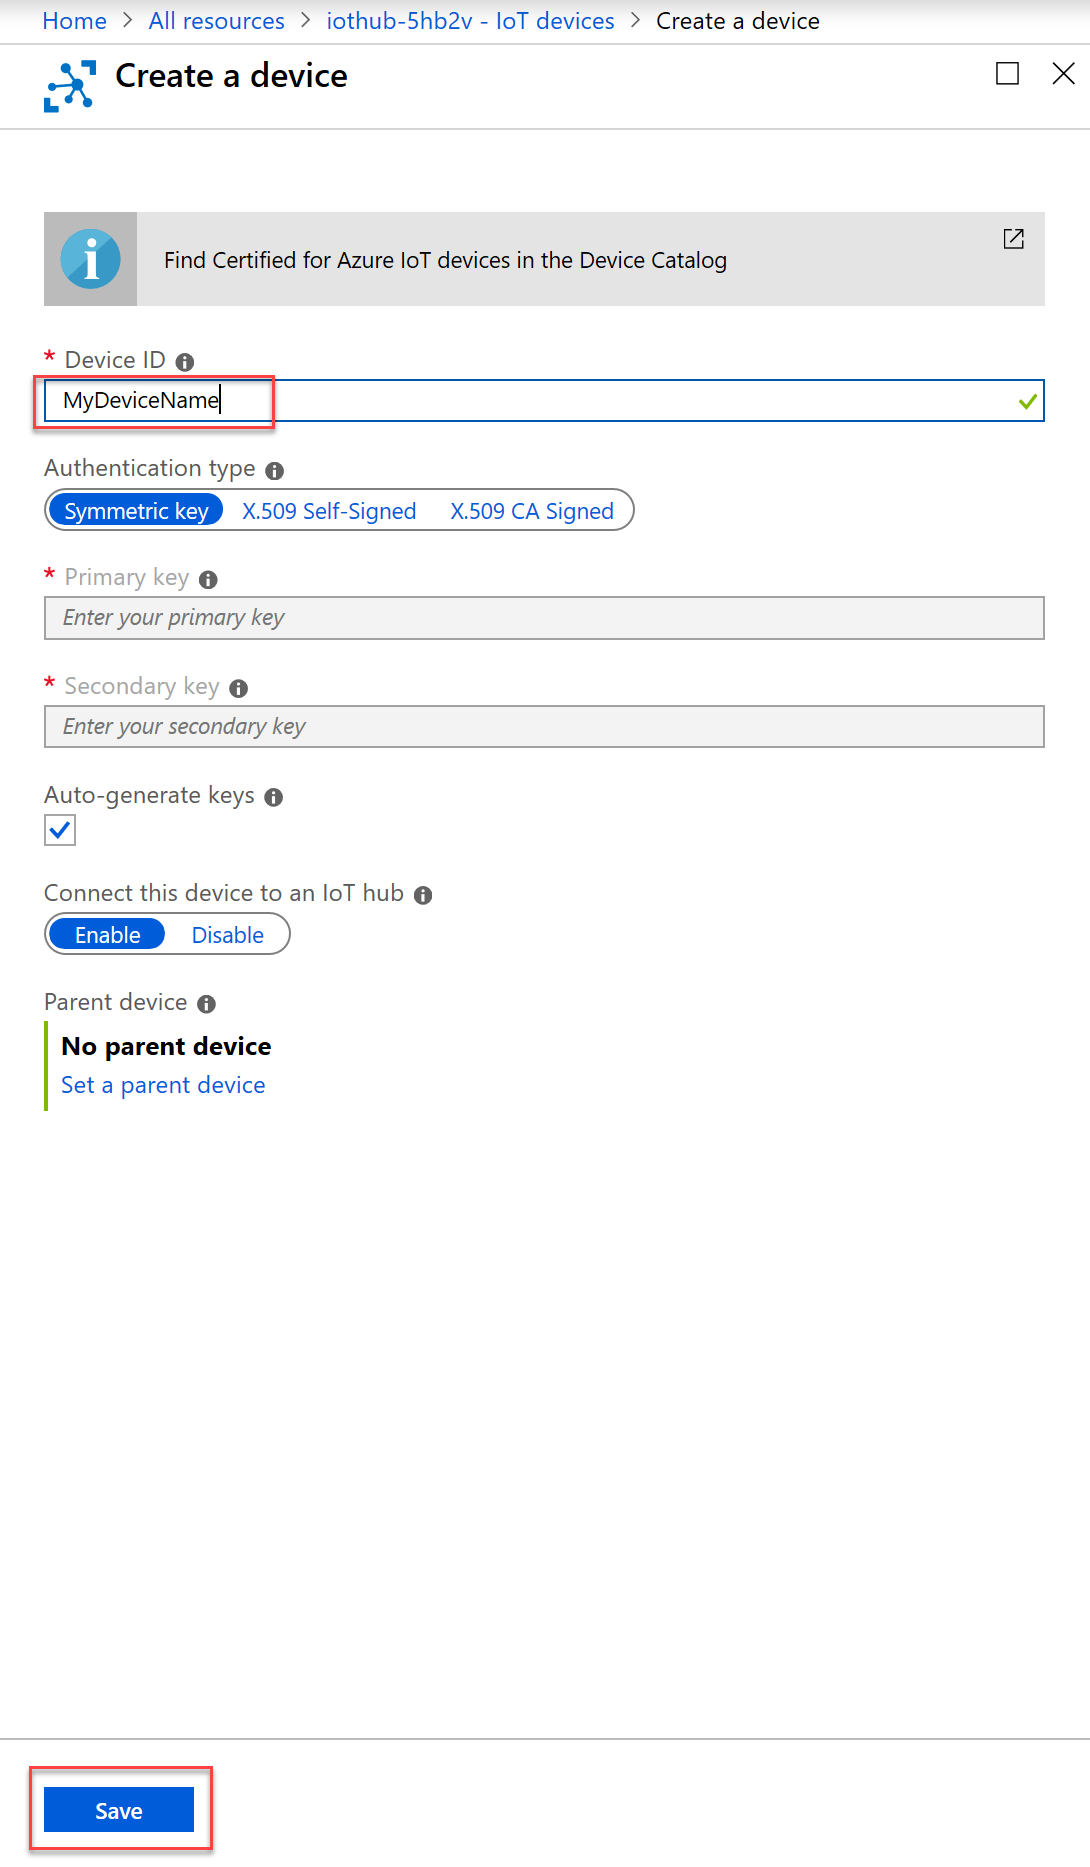 Home > All resources > iothub-5hb2v - IoT devices > Create a device
Create a device
Find Certified for Azure IoT devices in the Device Catalog
* Device ID
MyDeviceName
Authentication type
Symmetric key X.509 Self-Signed X.509 CA Signed
* Primary key
Enter your primary key
* Secondary key
Enter your secondary key
Auto-generate keys
Connect this device to an IoT hub
Enable Disable
Parent device
No parent device
Set a parent device
Save